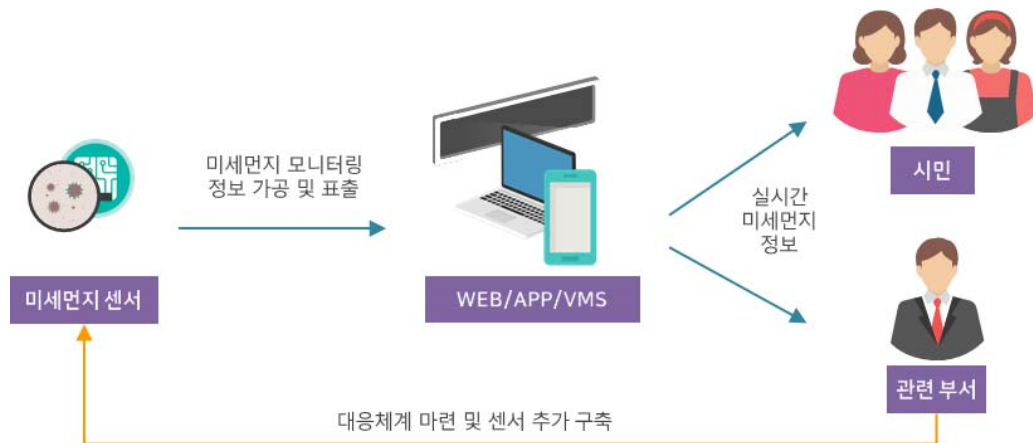 미세먼지 모니터링
정보 가공 및 표출
미세먼지 센서
WEB/APP/VMS
실시간
미세먼지
정보
시민
관련 부서
대응체계 마련 및 센서 추가 구축